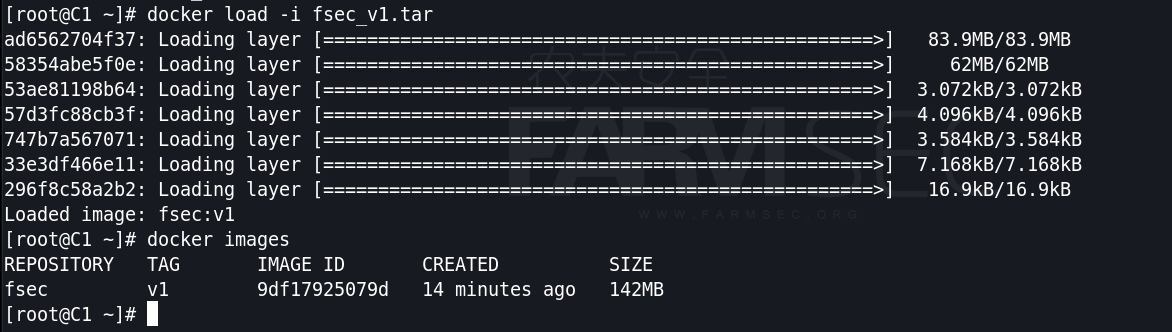 [root@C1 ~]# docker load -i fsec_v1.tar
ad6562704f37: Loading layer [==================================================>]   83.9MB/83.9MB
58354abe5f0e: Loading layer [==================================================>]     62MB/62MB
53ae81198b64: Loading layer [==================================================>]  3.072kB/3.072kB
57d3fc88cb3f: Loading layer [==================================================>]  4.096kB/4.096kB
747b7a567071: Loading layer [==================================================>]  3.584kB/3.584kB
33e3df466e11: Loading layer [==================================================>]  7.168kB/7.168kB
296f8c58a2b2: Loading layer [==================================================>]   16.9kB/16.9kB
Loaded image: fsec:v1
[root@C1 ~]# docker images
REPOSITORY   TAG       IMAGE ID       CREATED          SIZE
fsec         v1        9df17925079d   14 minutes ago   142MB
[root@C1 ~]#
农夫安全
FARMSEC
WWW.FARMSEC.ORG